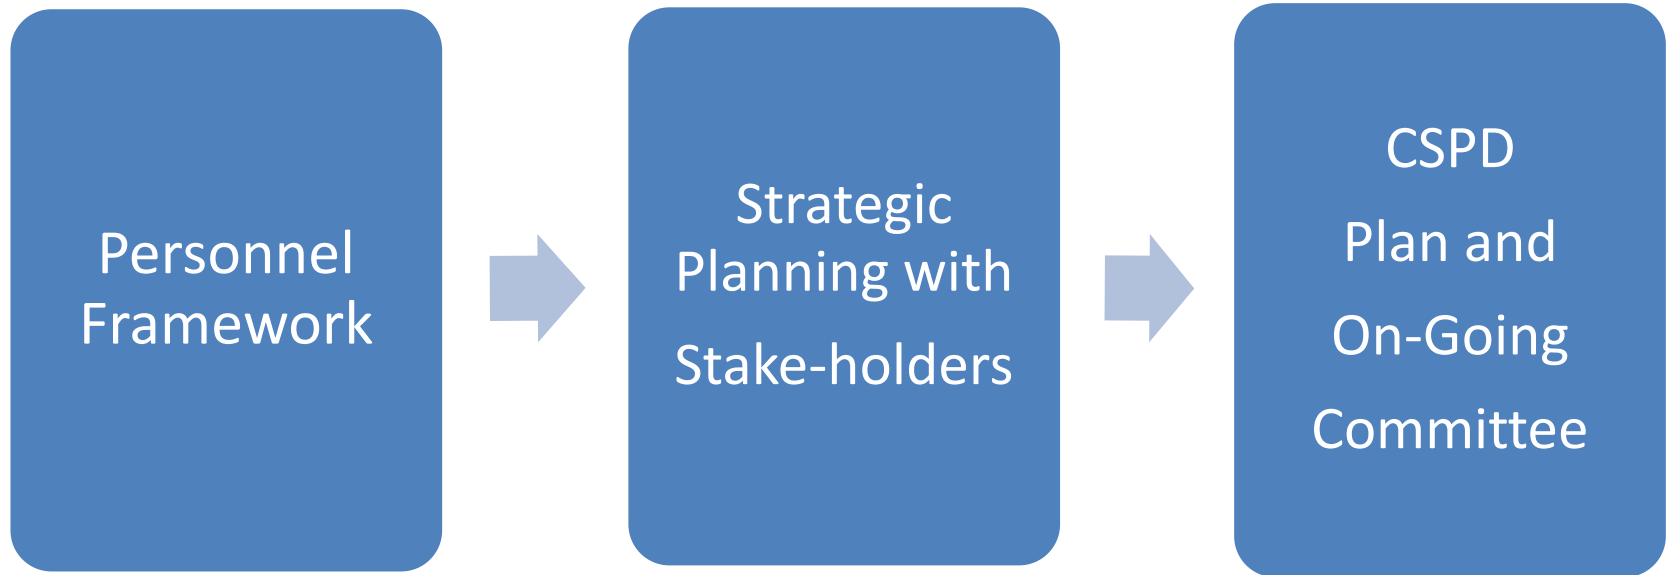 Personnel
Framework
Strategic
Planning with
Stake-holders
CSPD
Plan and
On-Going
Committee